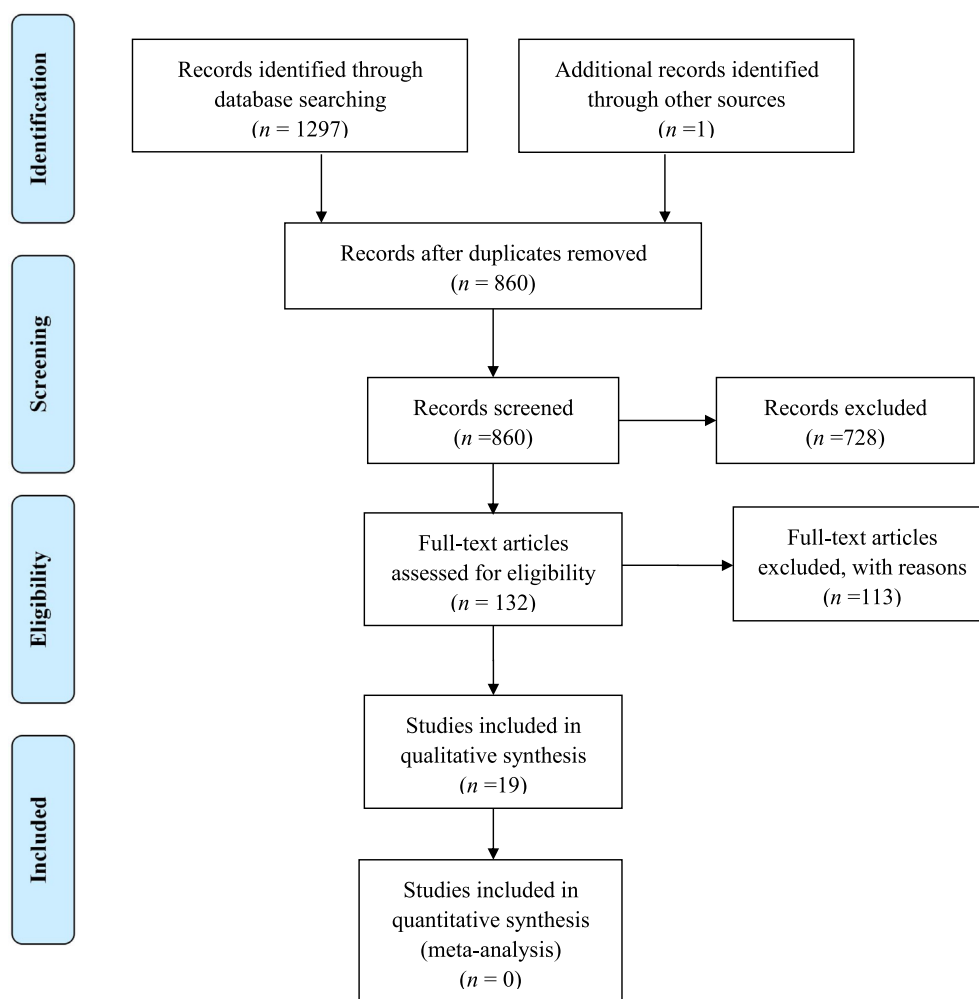 Identification
Records identified through
database searching
(n = 1297)
Additional records identified
through other sources
(n =1)
Records after duplicates removed
(n = 860)
Screening
Records screened
(n =860)
Records excluded
(n =728)
Eligibility
Full-text articles
assessed for eligibility
(n = 132)
Full-text articles
excluded, with reasons
(n =113)
Studies included in
qualitative synthesis
(n =19)
Included
Studies included in
quantitative synthesis
(meta-analysis)
(n = 0)